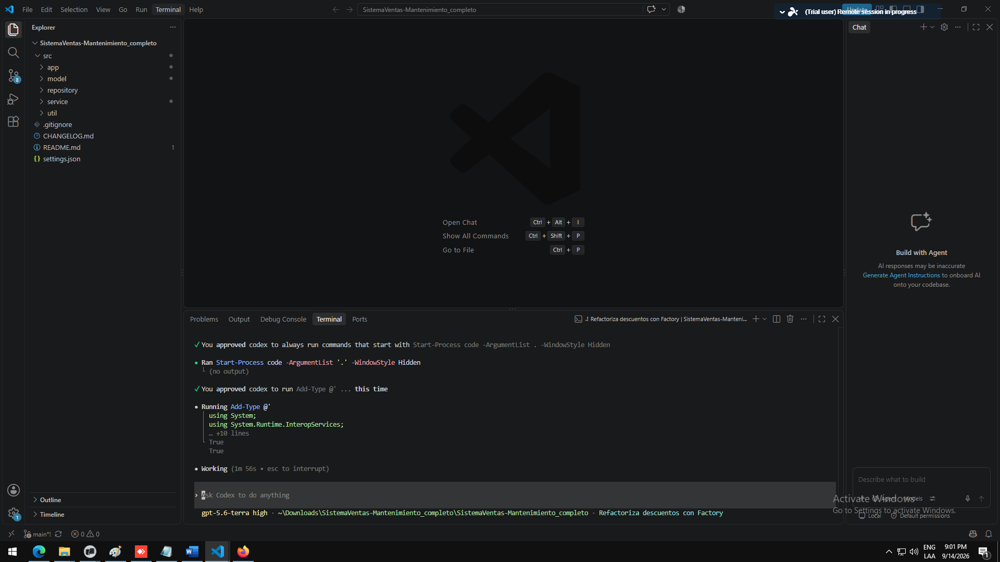 File Edit Selection View Go Run Terminal Help
SistemaVentas-Mantenimiento_completo
(Trial user) Remote session in progress
Explorer
SistemaVentas-Mantenimiento_completo
src
app
model
repository
service
util
.gitignore
CHANGELOG.md
README.md !
settings.json
8
Open Chat Ctrl + Alt + I
Show All Commands Ctrl + Shift + P
Go to File Ctrl + P
Problems Output Debug Console Terminal Ports
Refactoriza descuentos con Factory | SistemaVentas-Manteni...
✓ You approved codex to always run commands that start with Start-Process code -ArgumentList . -WindowStyle Hidden
• Ran Start-Process code -ArgumentList '.' -WindowStyle Hidden
└ (no output)
✓ You approved codex to run Add-Type @' ... this time
• Running Add-Type @'
using System;
using System.Runtime.InteropServices;
… +10 lines
└ True
True
• Working (1m 56s • esc to interrupt)
› Ask Codex to do anything
gpt-5.6-terra high · ~\Downloads\SistemaVentas-Mantenimiento_completo\SistemaVentas-Mantenimiento_completo · Refactoriza descuentos con Factory
Chat
Build with Agent
AI responses may be inaccurate
Generate Agent Instructions to onboard AI
onto your codebase.
Describe what to build
Agent Models
Local Default permissions
Activate Windows
Go to Settings to activate Windows.
Outline
Timeline
1
main*! 0 0
ENG
LAA
9:01 PM
9/14/2026
1